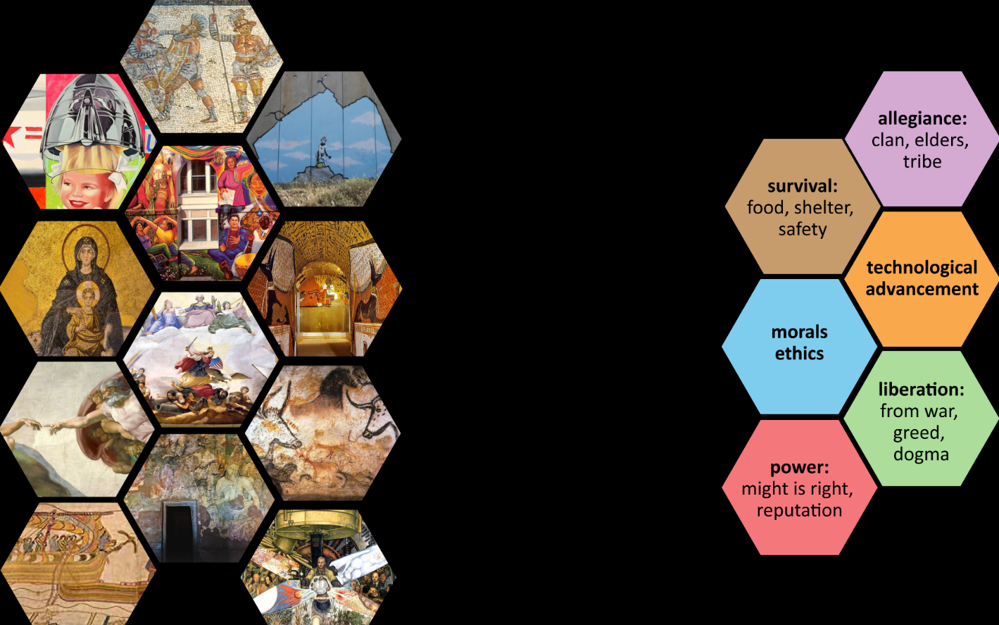 allegiance:
clan, elders,
tribe
survival:
food, shelter,
safety
technological
advancement
morals
ethics
liberation:
from war,
greed,
dogma
power:
might is right,
reputation